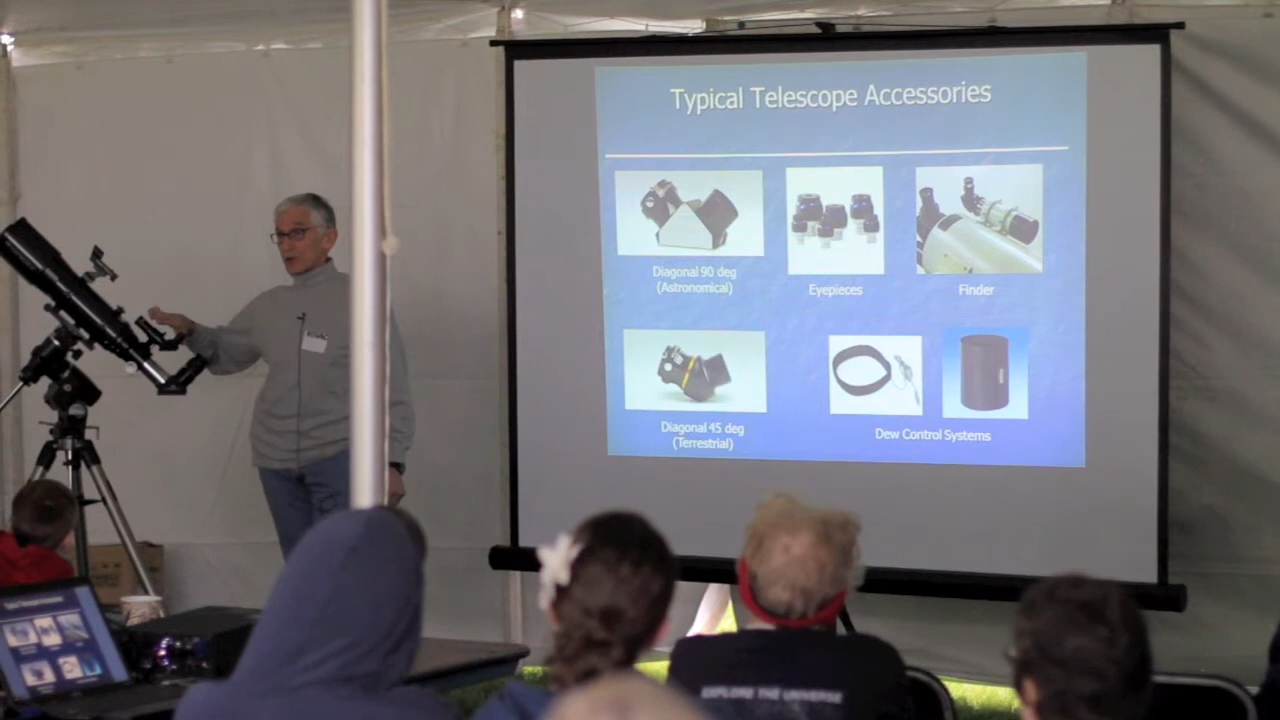 Typical Telescope Accessories
Diagonal 90 deg
(Astronomical)
Eyepieces
Finder
Diagonal 45 deg
(Terrestrial)
Dew Control Systems
EXPLORE THE UNIVERSE